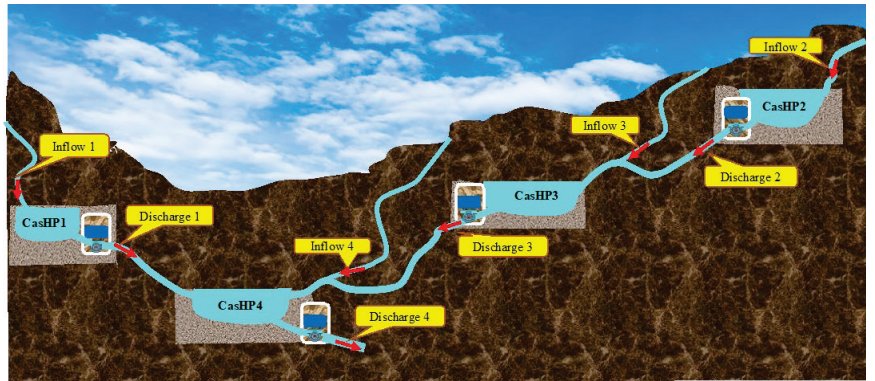 Inflow 2
CasHP2
Inflow 3
Inflow 1
Discharge 2
CasHP3
Discharge 1
CasHP1
Inflow 4
Discharge 3
CasHP4
Discharge 4